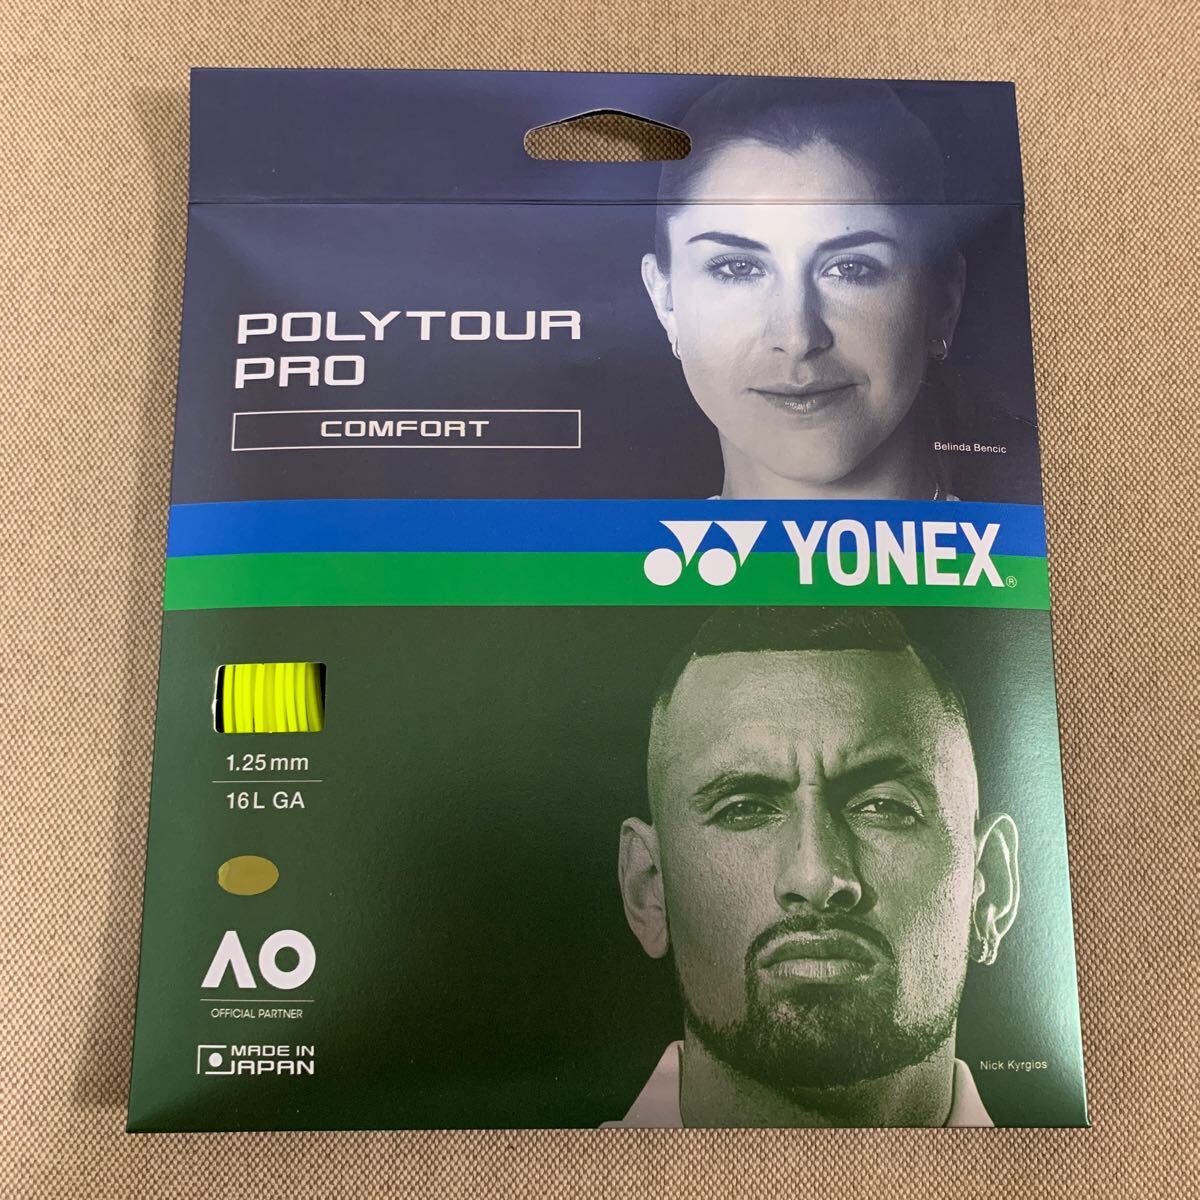 POLYTOUR
PRO
COMFORT
Belinda Bencic
YONEX®
1.25mm
16L GA
AO
OFFICIAL PARTNER
MADE IN
JAPAN
Nick Kyrgios